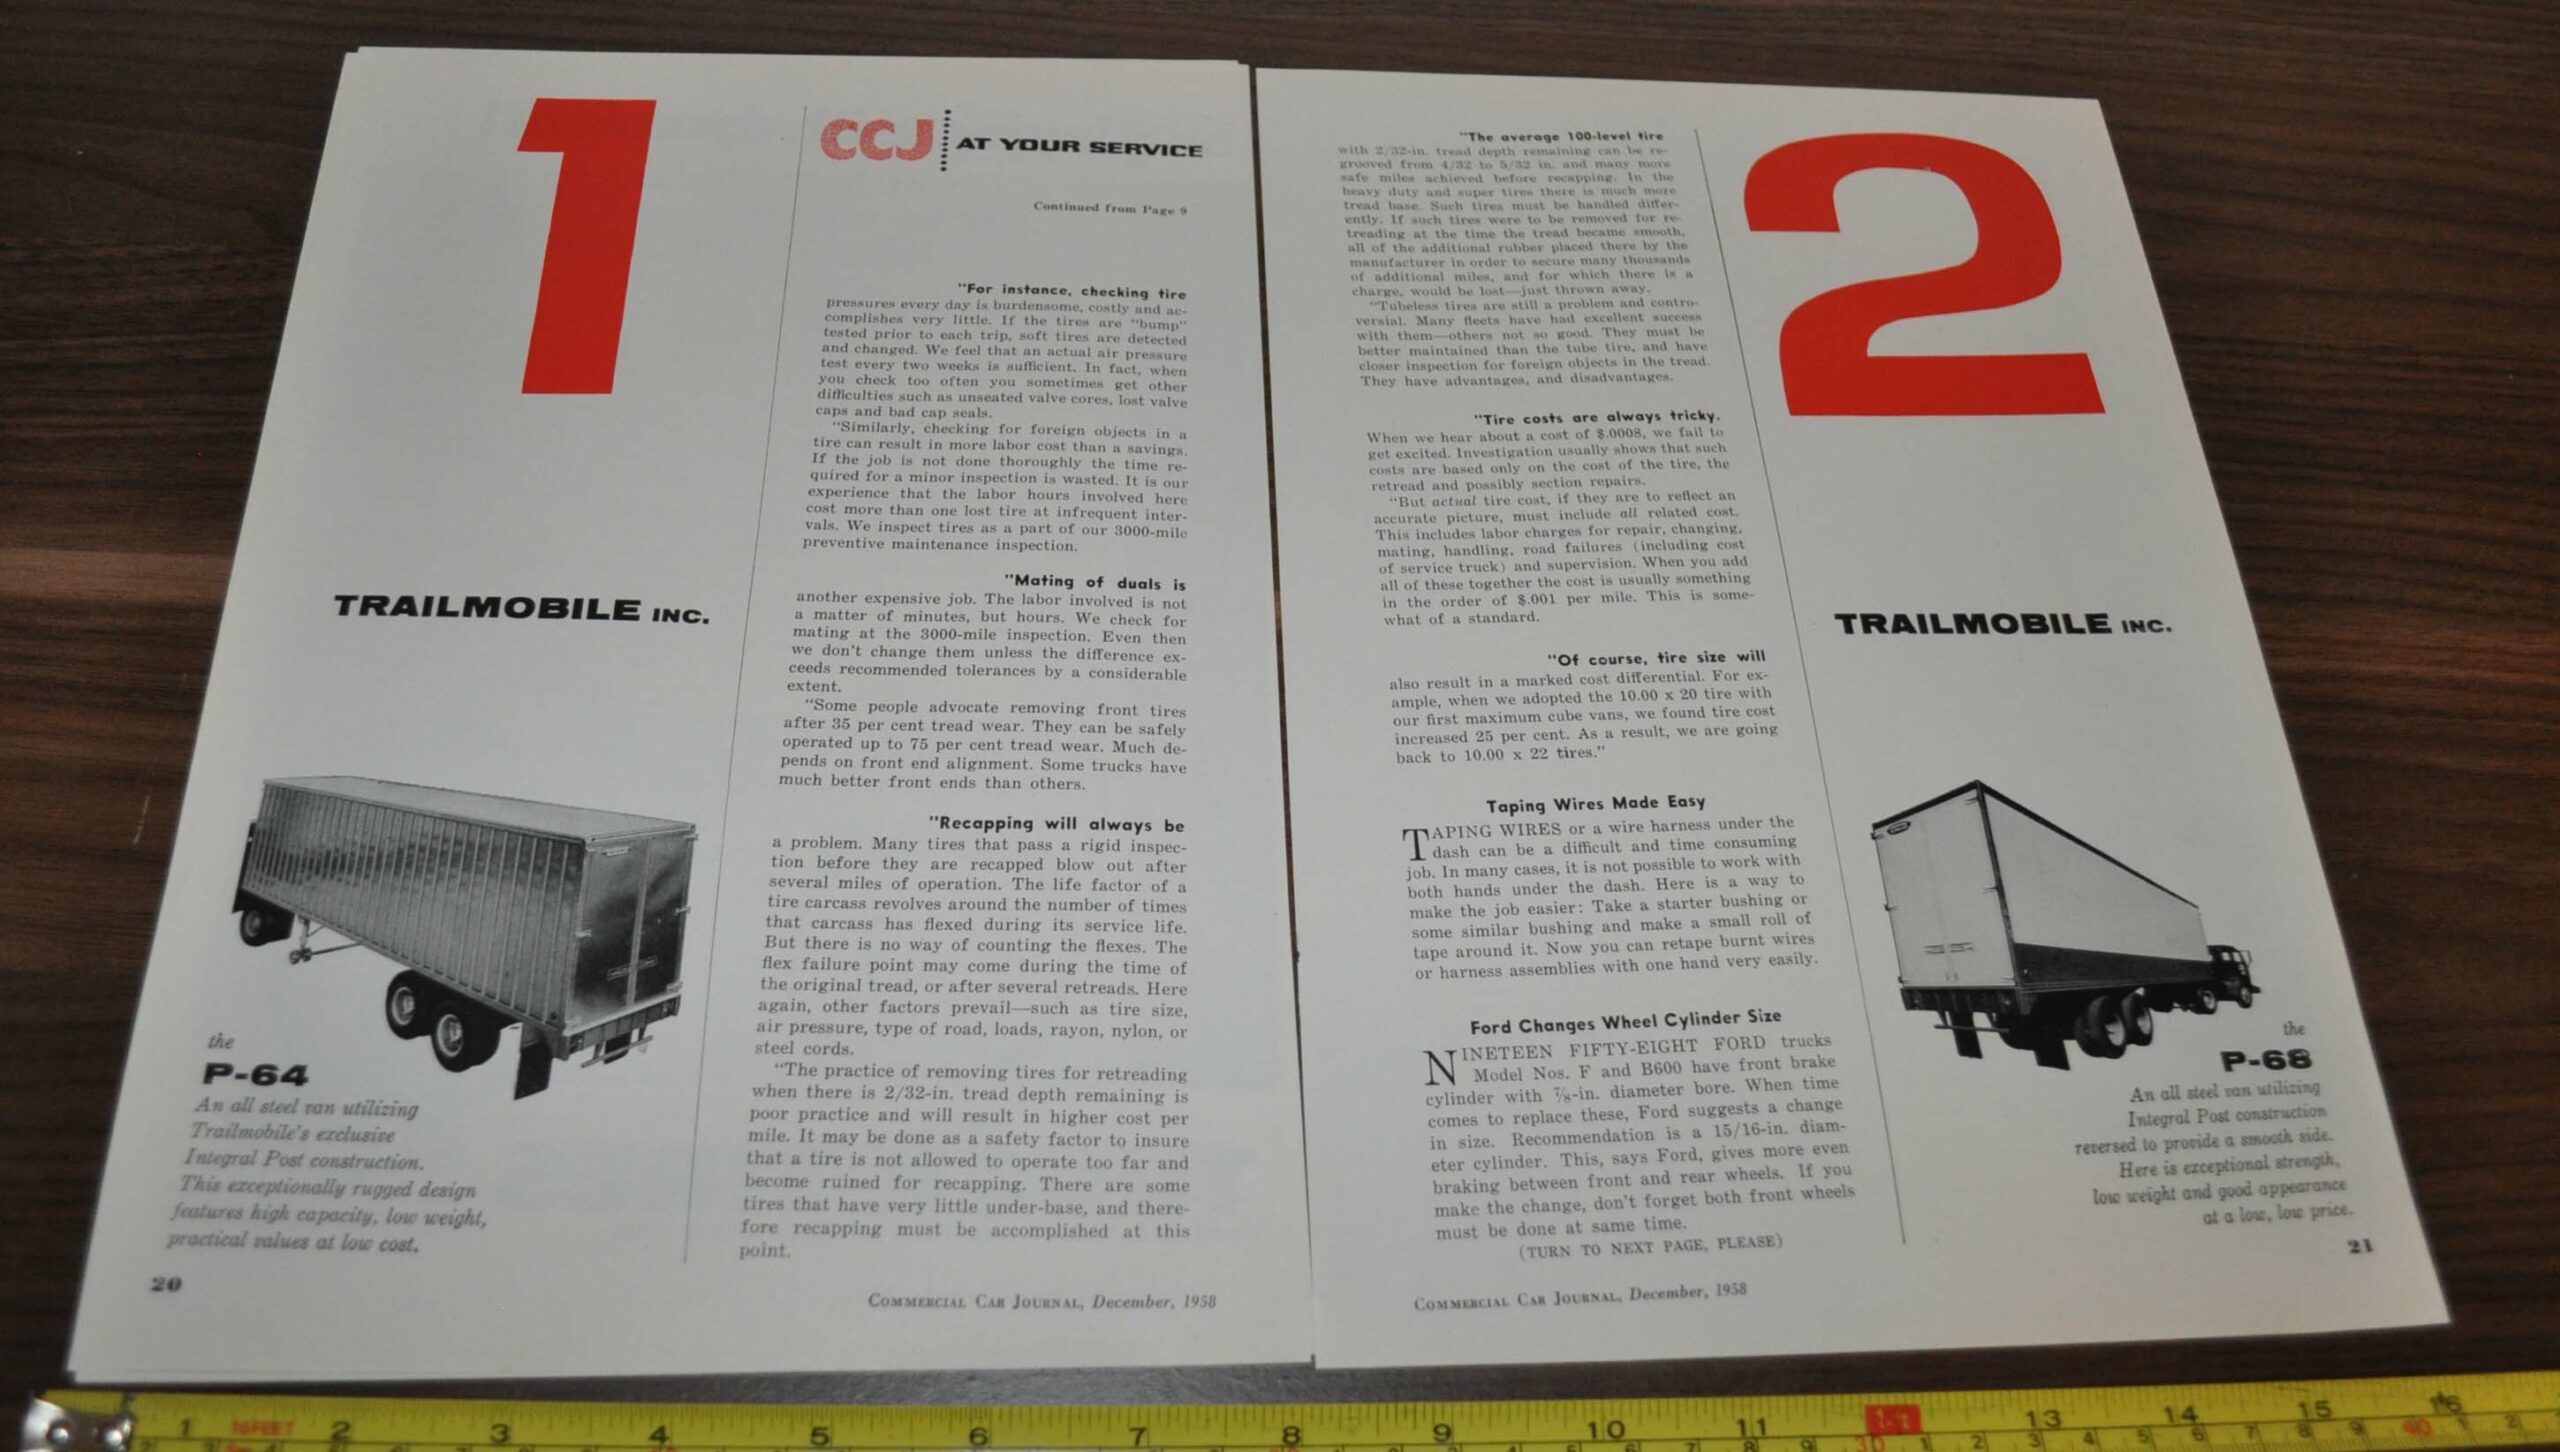 1
TRAILMOBILE INC.
the
P-64
An all steel van utilizing
Trailmobile's exclusive
Integral Post construction.
This exceptionally rugged design
features high capacity, low weight,
practical values at low cost.
20
CCJ AT YOUR SERVICE
Continued from Page 9
"For instance, checking tire
pressures every day is burdensome, costly and ac-
complishes very little. If the tires are "bump"
tested prior to each trip, soft tires are detected
and changed. We feel that an actual air pressure
test every two weeks is sufficient. In fact, when
you check too often you sometimes get other
difficulties such as unseated valve cores, lost valve
caps and bad cap seals.
"Similarly, checking for foreign objects in a
tire can result in more labor cost than a savings.
If the job is not done thoroughly the time re-
quired for a minor inspection is wasted. It is our
experience that the labor hours involved here
cost more than one lost tire at infrequent inter-
vals. We inspect tires as a part of our 3000-mile
preventive maintenance inspection.
"Mating of duals is
another expensive job. The labor involved is not
a matter of minutes, but hours. We check for
mating at the 3000-mile inspection. Even then
we don't change them unless the difference ex-
ceeds recommended tolerances by a considerable
extent.
"Some people advocate removing front tires
after 35 per cent tread wear. They can be safely
operated up to 75 per cent tread wear. Much de-
pends on front end alignment. Some trucks have
much better front ends than others.
"Recapping will always be
a problem. Many tires that pass a rigid inspec-
tion before they are recapped blow out after
several miles of operation. The life factor of a
tire carcass revolves around the number of times
that carcass has flexed during its service life.
But there is no way of counting the flexes. The
flex failure point may come during the time of
the original tread, or after several retreads. Here
again, other factors prevail—such as tire size,
air pressure, type of road, loads, rayon, nylon, or
steel cords.
"The practice of removing tires for retreading
when there is 2/32-in. tread depth remaining is
poor practice and will result in higher cost per
mile. It may be done as a safety factor to insure
that a tire is not allowed to operate too far and
become ruined for recapping. There are some
tires that have very little under-base, and there-
fore recapping must be accomplished at this
point.
COMMERCIAL CAR JOURNAL, December, 1958
"The average 100-level tire
with 2/32-in. tread depth remaining can be re-
grooved from 4/32 to 5/32 in. and many more
safe miles achieved before recapping. In the
heavy duty and super tires there is much more
tread base. Such tires must be handled differ-
ently. If such tires were to be removed for re-
treading at the time the tread became smooth,
all of the additional rubber placed there by the
manufacturer in order to secure many thousands
of additional miles, and for which there is a
charge, would be lost—just thrown away.
"Tubeless tires are still a problem and contro-
versial. Many fleets have had excellent success
with them—others not so good. They must be
better maintained than the tube tire, and have
closer inspection for foreign objects in the tread.
They have advantages, and disadvantages.
"Tire costs are always tricky.
When we hear about a cost of $.0008, we fail to
get excited. Investigation usually shows that such
costs are based only on the cost of the tire, the
retread and possibly section repairs.
"But actual tire cost, if they are to reflect an
accurate picture, must include all related cost.
This includes labor charges for repair, changing,
mating, handling, road failures (including cost
of service truck) and supervision. When you add
all of these together the cost is usually something
in the order of $.001 per mile. This is some-
what of a standard.
"Of course, tire size will
also result in a marked cost differential. For ex-
ample, when we adopted the 10.00 x 20 tire with
our first maximum cube vans, we found tire cost
increased 25 per cent. As a result, we are going
back to 10.00 x 22 tires."
Taping Wires Made Easy
TAPING WIRES or a wire harness under the
dash can be a difficult and time consuming
job. In many cases, it is not possible to work with
both hands under the dash. Here is a way to
make the job easier: Take a starter bushing or
some similar bushing and make a small roll of
tape around it. Now you can retape burnt wires
or harness assemblies with one hand very easily.
Ford Changes Wheel Cylinder Size
NINETEEN FIFTY-EIGHT FORD trucks
Model Nos. F and B600 have front brake
cylinder with 7/8-in. diameter bore. When time
comes to replace these, Ford suggests a change
in size. Recommendation is a 15/16-in. diam-
eter cylinder. This, says Ford, gives more even
braking between front and rear wheels. If you
make the change, don't forget both front wheels
must be done at same time.
(TURN TO NEXT PAGE, PLEASE)
COMMERCIAL CAR JOURNAL, December, 1958
2
TRAILMOBILE INC.
the
P-68
An all steel van utilizing
Integral Post construction
reversed to provide a smooth side.
Here is exceptional strength,
low weight and good appearance
at a low, low price.
21
1 16FEET 2 3 4 5 6 7 8 9 10 11 1-1 13 14 15 16
30 1 2 3 4 5 6 7 8 9 40 1 2